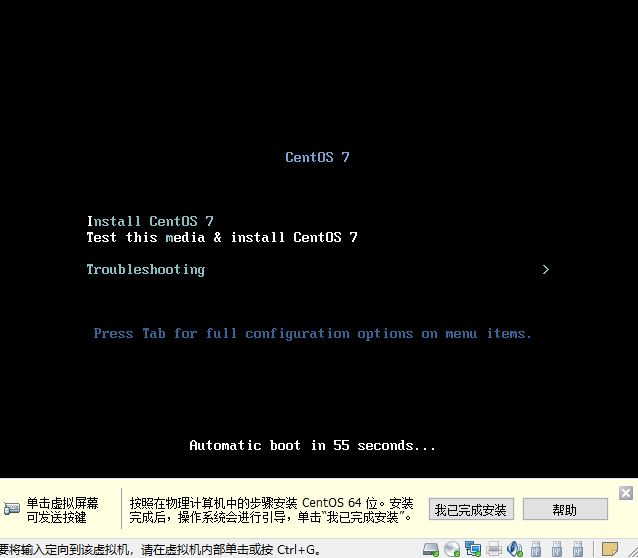 CentOS 7
Install CentOS 7
Test this media & install CentOS 7
Troubleshooting >
Press Tab for full configuration options on menu items.
Automatic boot in 55 seconds...
单击虚拟屏幕
可发送按键
按照在物理计算机中的步骤安装 CentOS 64 位。安装
完成后，操作系统会进行引导，单击“我已完成安装”。
我已完成安装
帮助
要将输入定向到该虚拟机，请在虚拟机内部单击或按 Ctrl+G。